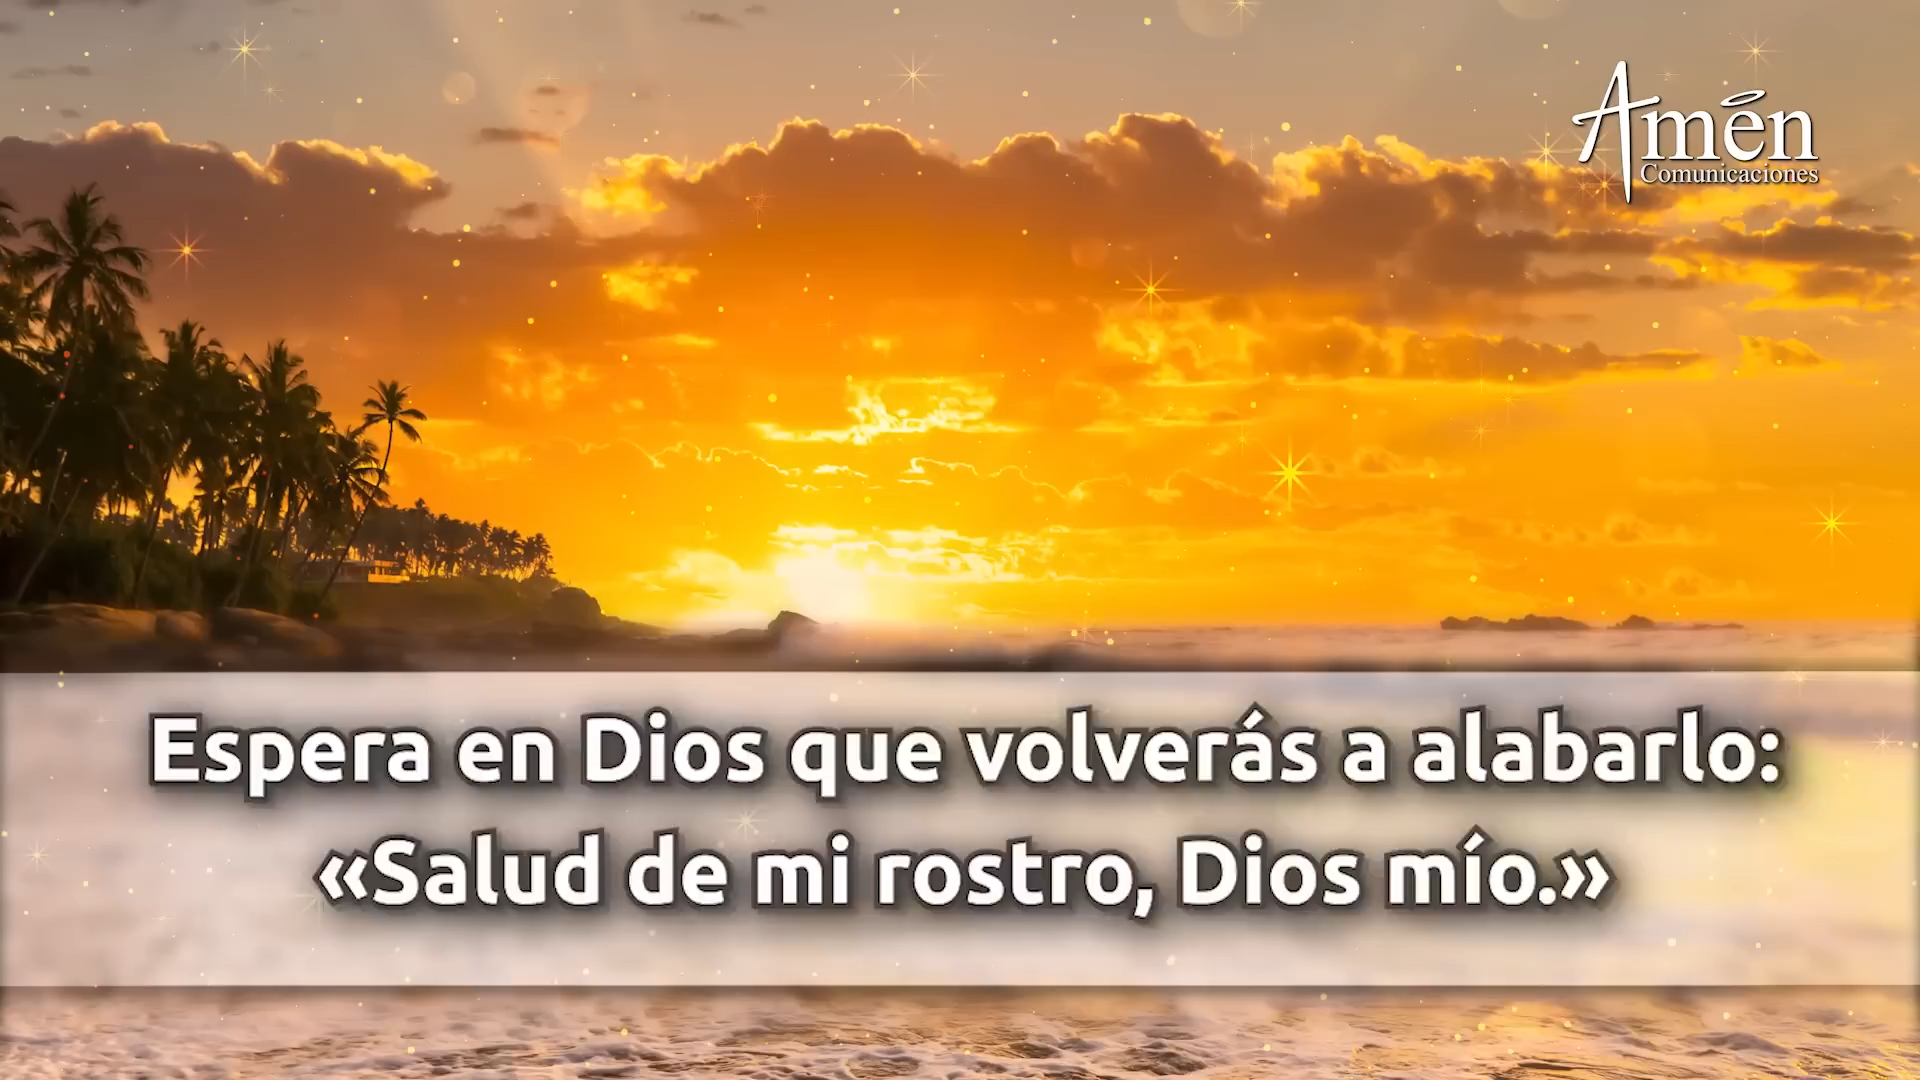 Amén
Comunicaciones
Espera en Dios que volverás a alabarlo:
«Salud de mi rostro, Dios mío.»